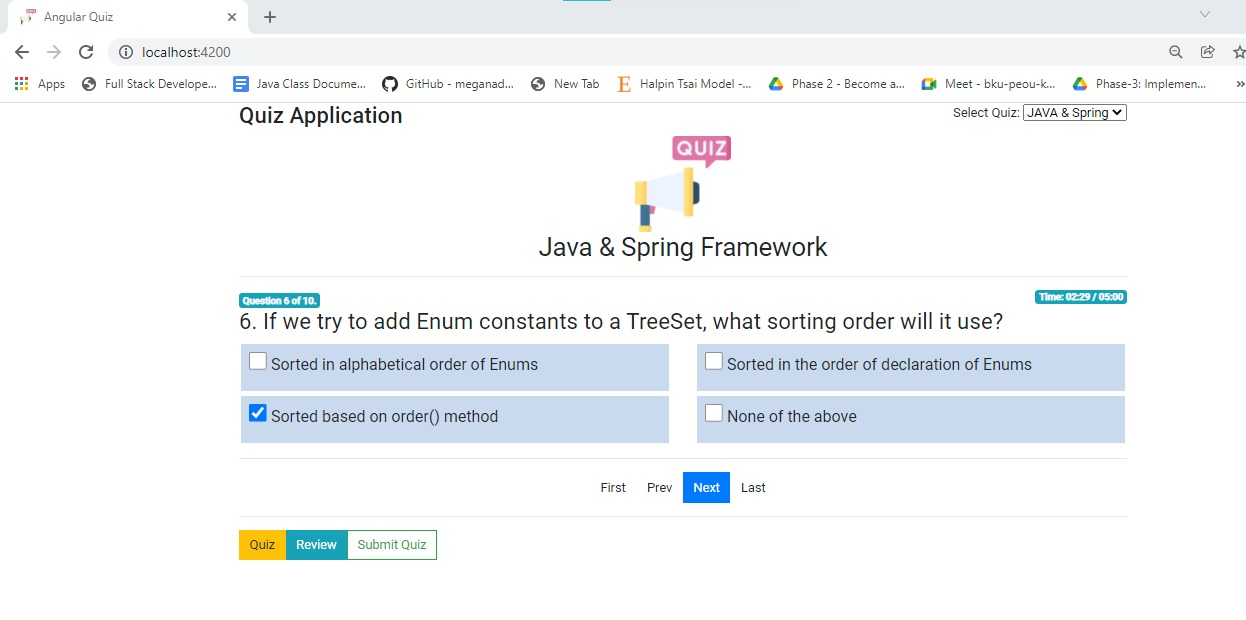 Angular Quiz
localhost:4200
Apps
Full Stack Develope...
Java Class Docume...
GitHub - meganad...
New Tab
Halpin Tsai Model -...
Phase 2 - Become a...
Meet - bku-peou-k...
Phase-3: Implemen...
Quiz Application
Select Quiz: JAVA & Spring
QUIZ
Java & Spring Framework
Question 6 of 10.
Time: 02:29 / 05:00
6. If we try to add Enum constants to a TreeSet, what sorting order will it use?
Sorted in alphabetical order of Enums
Sorted in the order of declaration of Enums
Sorted based on order() method
None of the above
First Prev Next Last
Quiz Review Submit Quiz